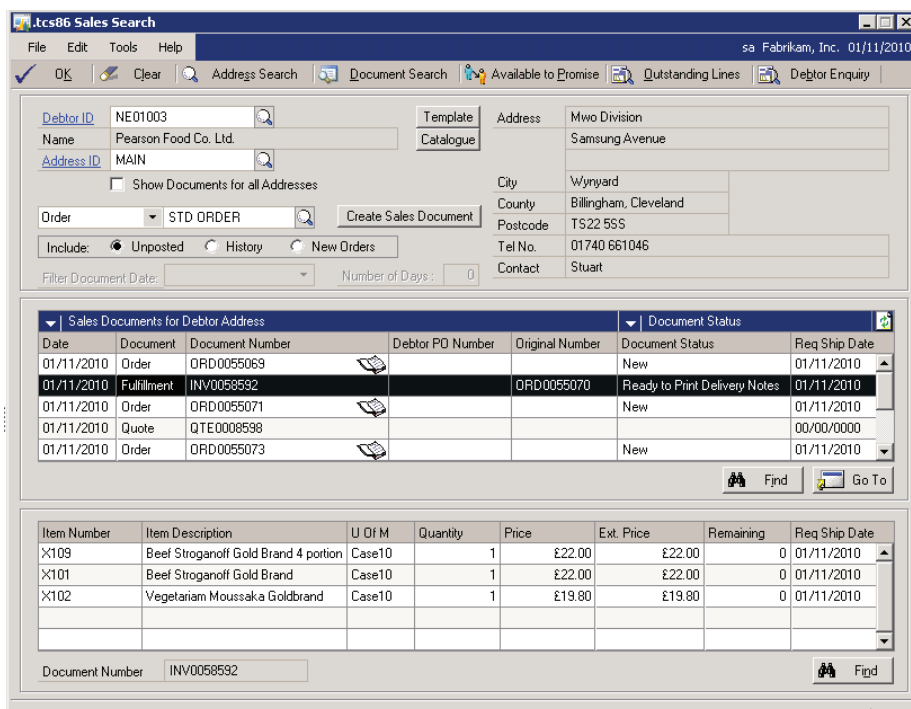 .tcs86 Sales Search
File Edit Tools Help sa Fabrikam, Inc. 01/11/2010
OK Clear Address Search Document Search Available to Promise Outstanding Lines Debtor Enquiry
Debtor ID NE01003 Template Address Mwo Division
Name Pearson Food Co. Ltd. Catalogue Samsung Avenue
Address ID MAIN
Show Documents for all Addresses City Wynyard
County Billingham, Cleveland
Order STD ORDER Create Sales Document Postcode TS22 5SS
Include: Unposted History New Orders Tel No. 01740 661046
Filter Document Date: Number of Days : 0 Contact Stuart
Sales Documents for Debtor Address Document Status
Date Document Document Number Debtor PO Number Original Number Document Status Req Ship Date
01/11/2010 Order ORD0055069 New 01/11/2010
01/11/2010 Fulfillment INV0058592 ORD0055070 Ready to Print Delivery Notes 01/11/2010
01/11/2010 Order ORD0055071 New 01/11/2010
01/11/2010 Quote QTE0008598 00/00/0000
01/11/2010 Order ORD0055073 New 01/11/2010
Find Go To
Item Number Item Description U Of M Quantity Price Ext. Price Remaining Req Ship Date
X109 Beef Stroganoff Gold Brand 4 portion Case10 1 £22.00 £22.00 0 01/11/2010
X101 Beef Stroganoff Gold Brand Case10 1 £22.00 £22.00 0 01/11/2010
X102 Vegetariam Moussaka Goldbrand Case10 1 £19.80 £19.80 0 01/11/2010
Document Number INV0058592 Find